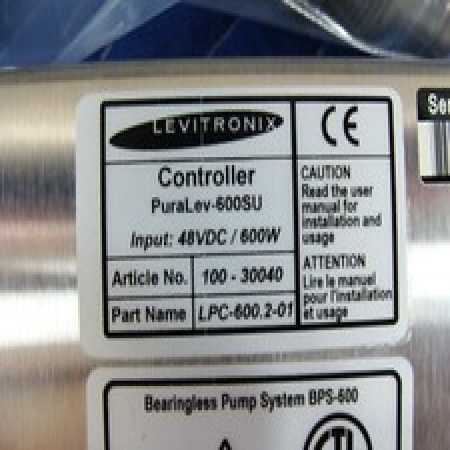 LEVITRONIX
CE
Controller
PuraLev-600SU
Input: 48VDC / 600W
Article No. 100 - 30040
Part Name LPC-600.2-01
CAUTION
Read the user
manual for
installation and
usage
ATTENTION
Lire le manuel
pour l'installation
et usage
Ser
Bearingless Pump System BPS-600